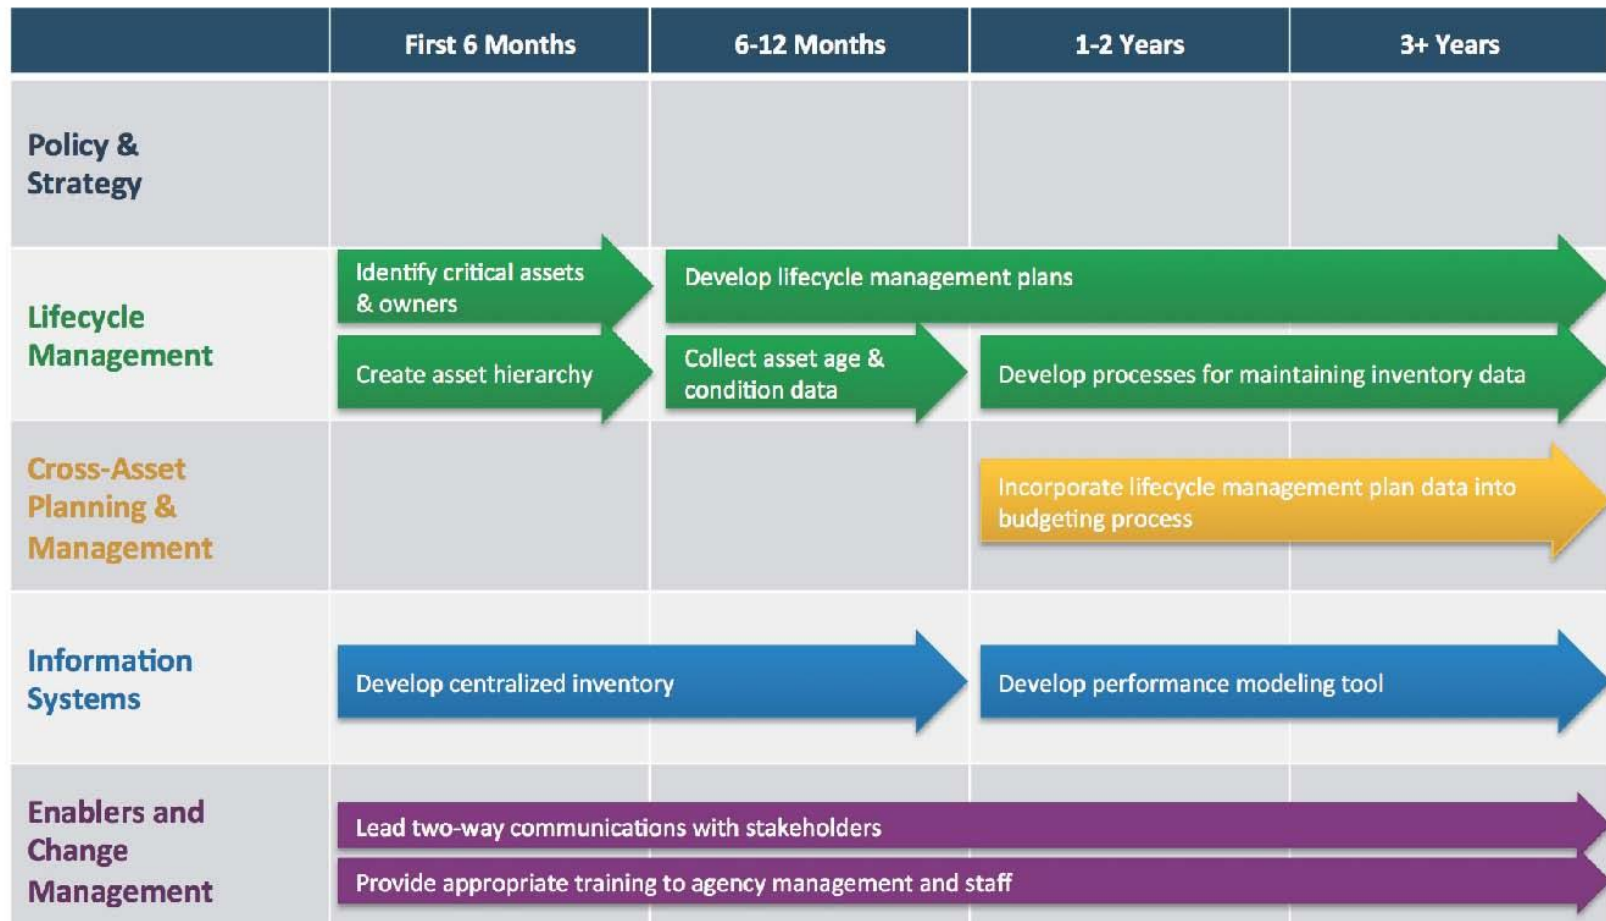 First 6 Months
6-12 Months
1-2 Years
3+ Years
Policy &
Strategy
Lifecycle
Management
Identify critical assets
& owners
Develop lifecycle management plans
Create asset hierarchy
Collect asset age &
condition data
Develop processes for maintaining inventory data
Cross-Asset
Planning &
Management
Incorporate lifecycle management plan data into
budgeting process
Information
Systems
Develop centralized inventory
Develop performance modeling tool
Enablers and
Change
Management
Lead two-way communications with stakeholders
Provide appropriate training to agency management and staff